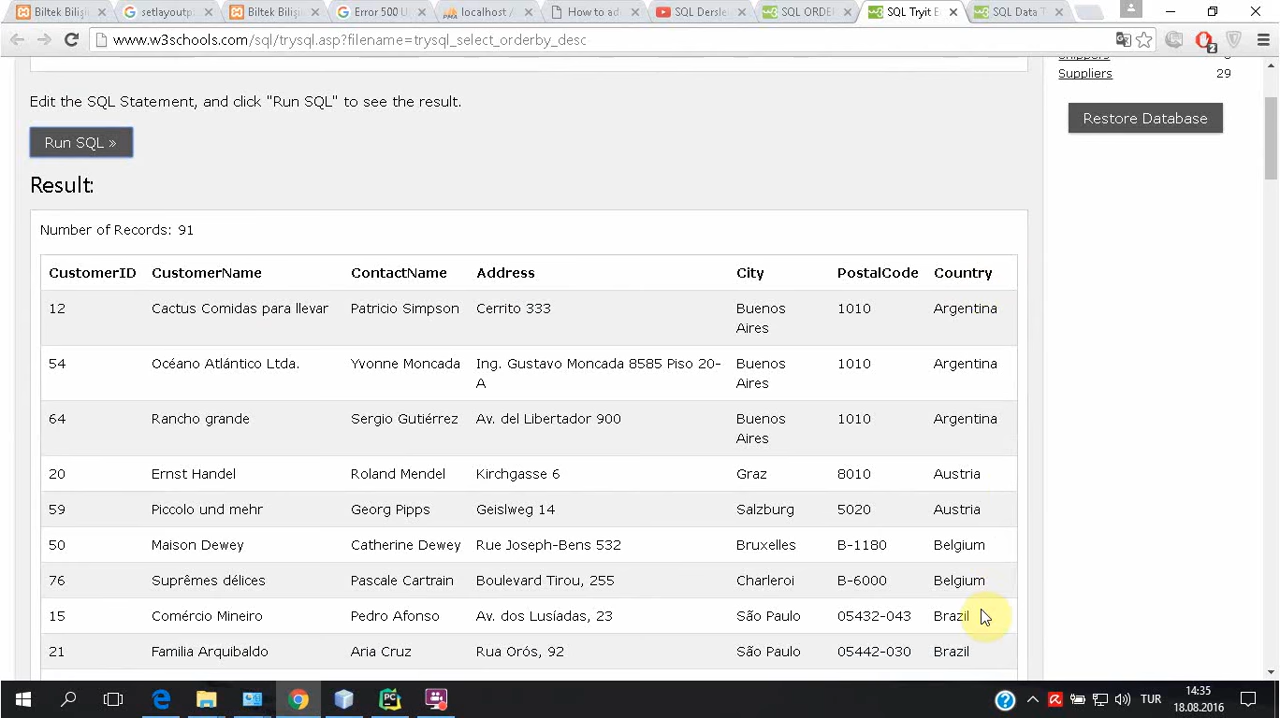 Biltek Biliş
setlayoutp
Biltek Biliş
Error 500 U
localhost /
How to ad
SQL Ders
SQL ORDE
SQL Tryit E
SQL Data T
www.w3schools.com/sql/trysql.asp?filename=trysql_select_orderby_desc
2
Shippers
Suppliers 29
Restore Database
Edit the SQL Statement, and click "Run SQL" to see the result.
Run SQL »
Result:
Number of Records: 91
CustomerID CustomerName ContactName Address City PostalCode Country
12 Cactus Comidas para llevar Patricio Simpson Cerrito 333 Buenos Aires 1010 Argentina
54 Océano Atlántico Ltda. Yvonne Moncada Ing. Gustavo Moncada 8585 Piso 20-A Buenos Aires 1010 Argentina
64 Rancho grande Sergio Gutiérrez Av. del Libertador 900 Buenos Aires 1010 Argentina
20 Ernst Handel Roland Mendel Kirchgasse 6 Graz 8010 Austria
59 Piccolo und mehr Georg Pipps Geislweg 14 Salzburg 5020 Austria
50 Maison Dewey Catherine Dewey Rue Joseph-Bens 532 Bruxelles B-1180 Belgium
76 Suprêmes délices Pascale Cartrain Boulevard Tirou, 255 Charleroi B-6000 Belgium
15 Comércio Mineiro Pedro Afonso Av. dos Lusíadas, 23 São Paulo 05432-043 Brazil
21 Familia Arquibaldo Aria Cruz Rua Orós, 92 São Paulo 05442-030 Brazil
TUR
14:35
18.08.2016